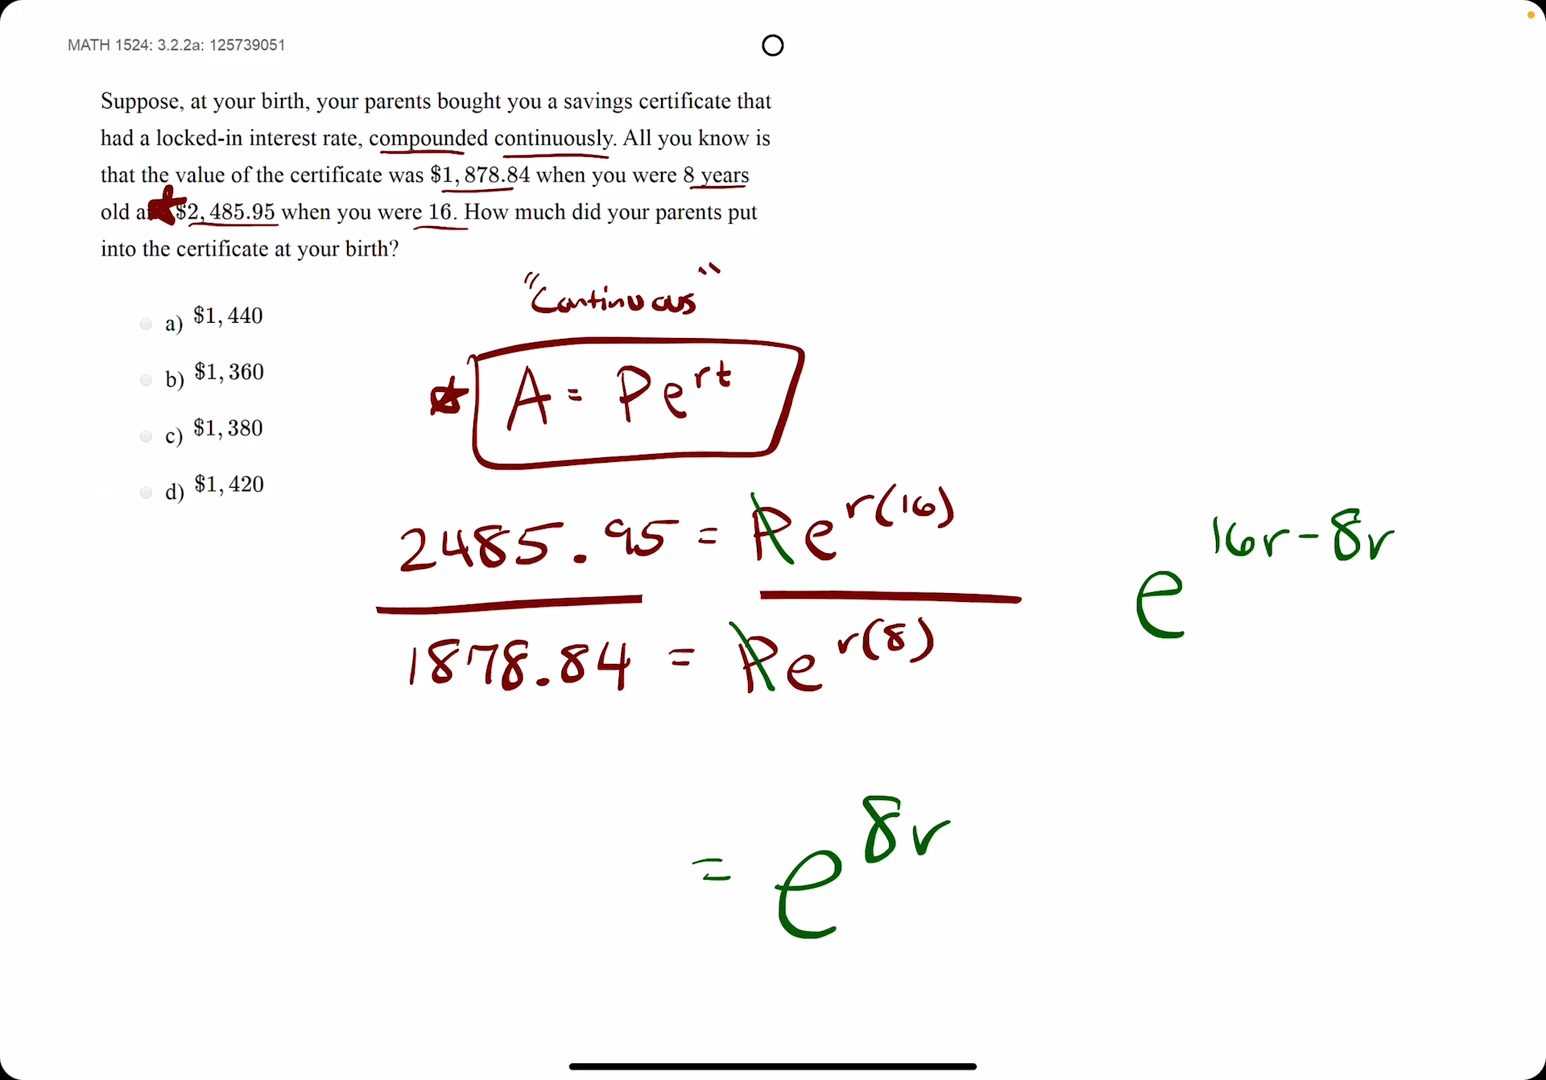 MATH 1524: 3.2.2a: 125739051
Suppose, at your birth, your parents bought you a savings certificate that
had a locked-in interest rate, compounded continuously. All you know is
that the value of the certificate was $1,878.84 when you were 8 years
old a $2,485.95 when you were 16. How much did your parents put
into the certificate at your birth?
a) $1,440
b) $1,360
c) $1,380
d) $1,420
"Continuous"
A = Pe^rt
2485.95 = Pe^r(16)
1878.84 = Pe^r(8)
e^16r-8r
= e^8r